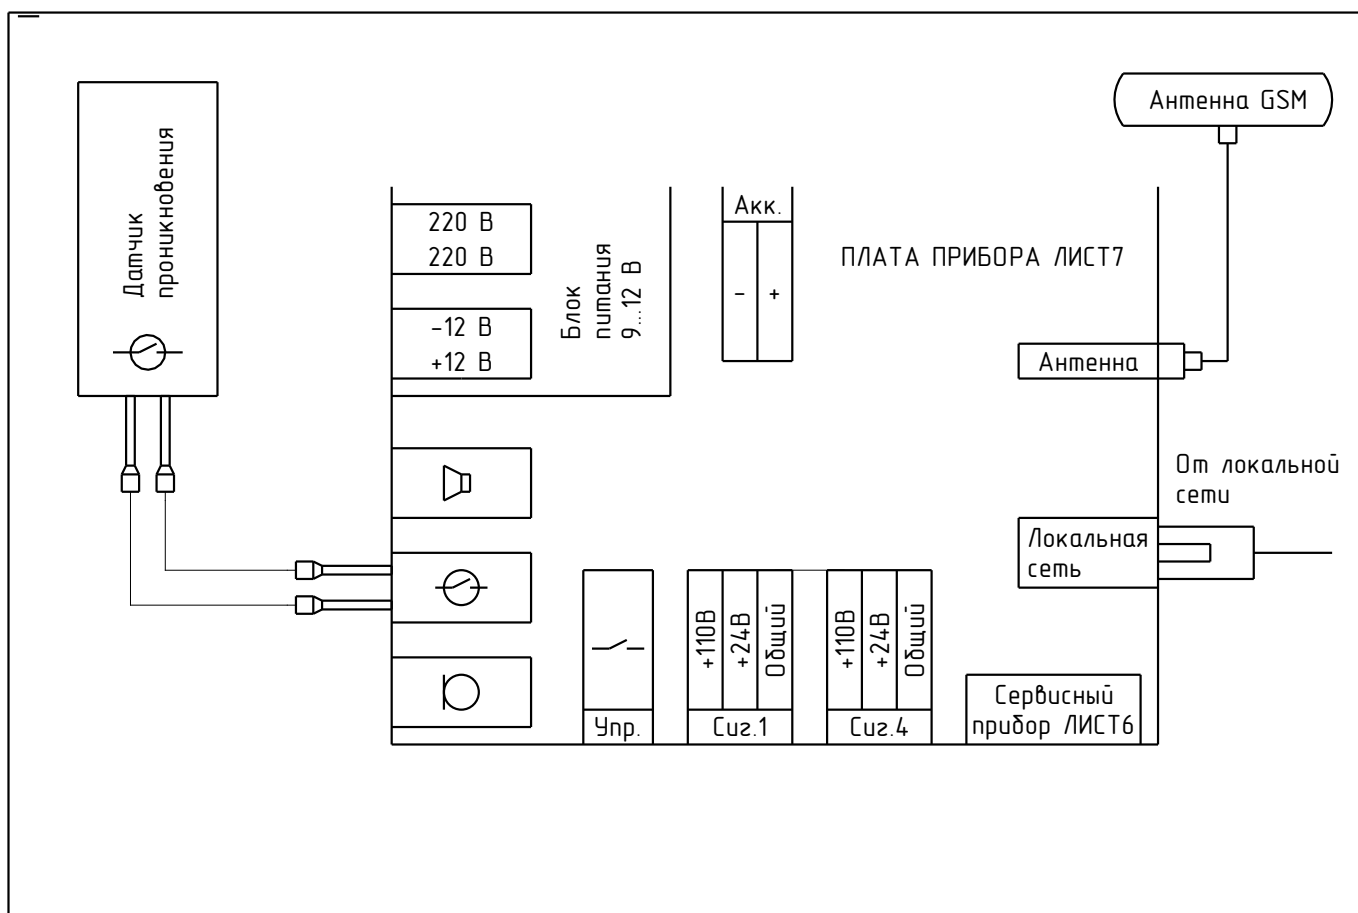 Антенна GSM
Датчик
проникновения
220 В
220 В
-12 В
+12 В
Блок
питания
9...12 В
Акк.
- +
ПЛАТА ПРИБОРА ЛИСТ7
Антенна
От локальной
сети
Локальная
сеть
+110В
+24В
Общий
+110В
+24В
Общий
Упр.
Сиг.1
Сиг.4
Сервисный
прибор ЛИСТ6